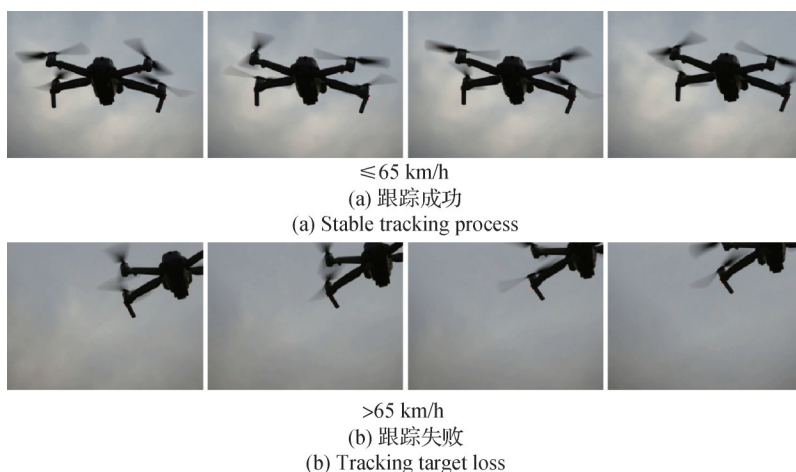 ≤65 km/h
(a) 跟踪成功
(a) Stable tracking process
>65 km/h
(b) 跟踪失败
(b) Tracking target loss